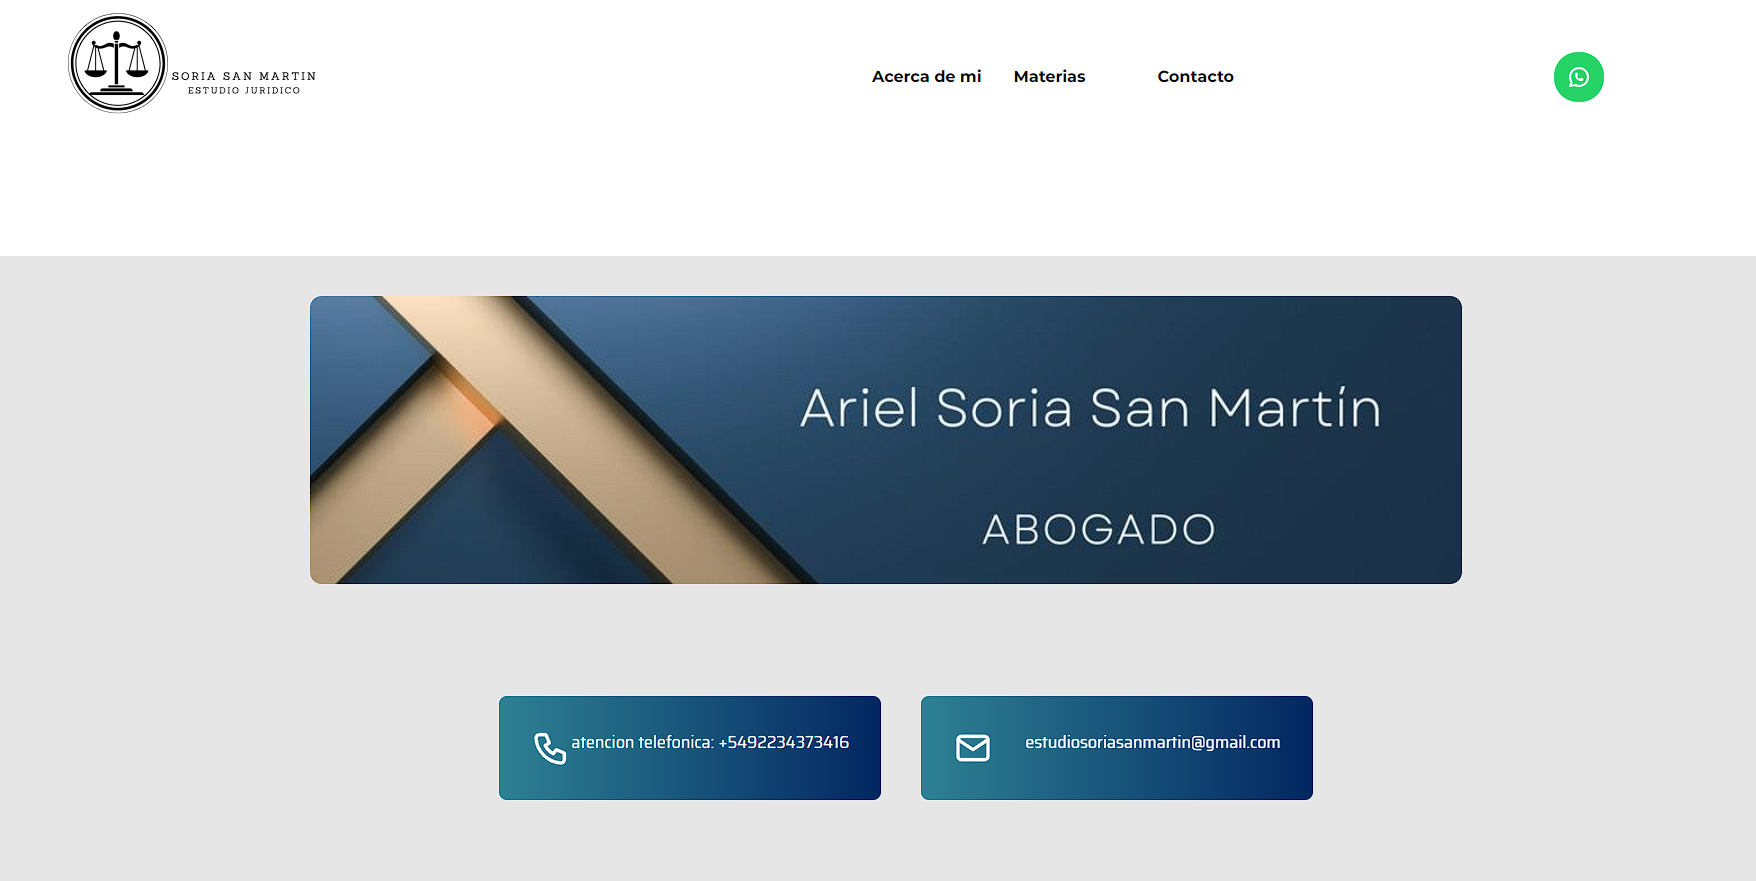 SORIA SAN MARTIN
ESTUDIO JURIDICO
Acerca de mi
Materias
Contacto
Ariel Soria San Martín
ABOGADO
atencion telefonica: +5492234373416
estudiosoriasanmartin@gmail.com